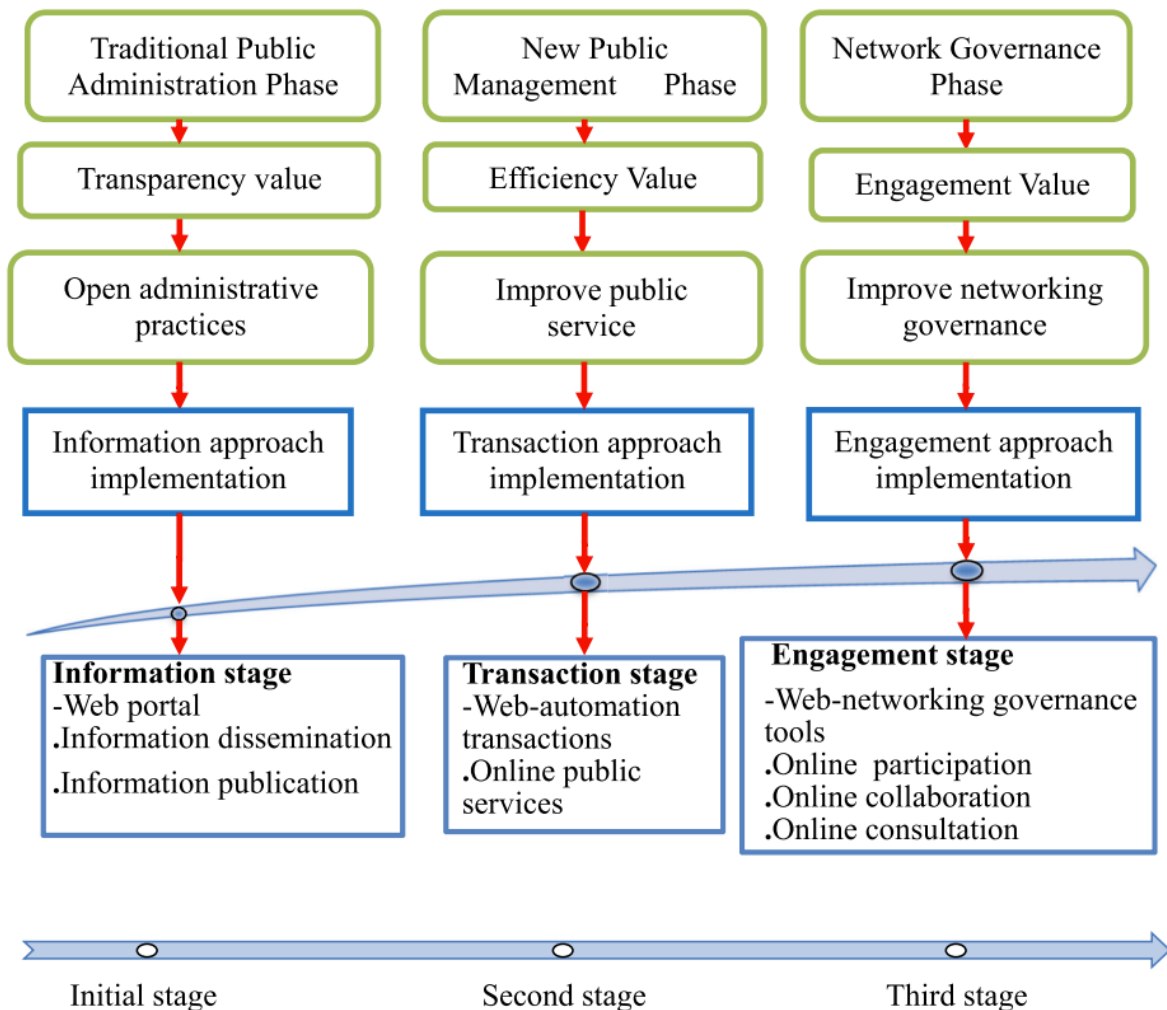 Traditional Public
Administration Phase
New Public
Management Phase
Network Governance
Phase
Transparency value
Efficiency Value
Engagement Value
Open administrative
practices
Improve public
service
Improve networking
governance
Information approach
implementation
Transaction approach
implementation
Engagement approach
implementation
Information stage
-Web portal
.Information dissemination
.Information publication
Transaction stage
-Web-automation
transactions
.Online public
services
Engagement stage
-Web-networking governance
tools
.Online participation
.Online collaboration
.Online consultation
Initial stage
Second stage
Third stage